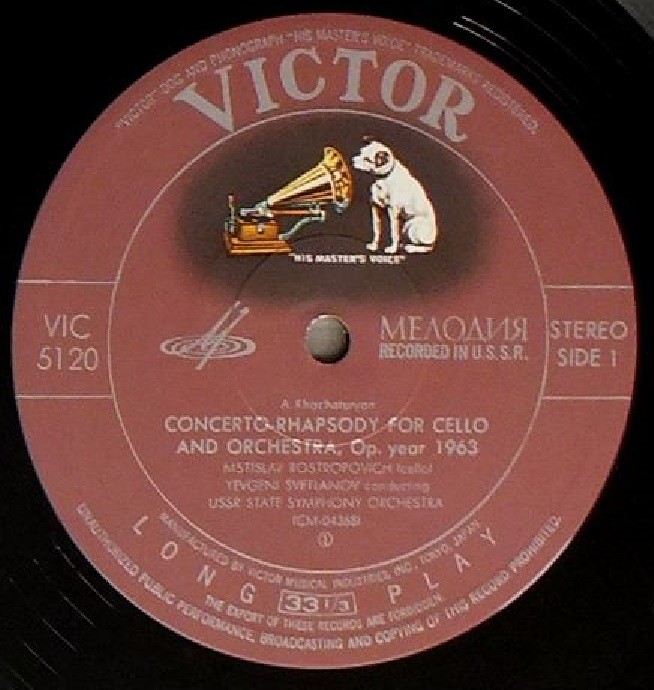 "VICTOR" DOG AND PHONOGRAPH "HIS MASTER'S VOICE" TRADEMARKS REGISTERED.
VICTOR
"HIS MASTER'S VOICE"
VIC
5120
МЕЛОДИЯ
RECORDED IN U.S.S.R.
STEREO
SIDE 1
A. Khachaturyan
CONCERTO-RHAPSODY FOR CELLO
AND ORCHESTRA, Op. year 1963
MSTISLAV ROSTROPOVICH (cello)
YEVGENI SVETLANOV conducting
USSR STATE SYMPHONY ORCHESTRA
(CM-04368)
①
MANUFACTURED BY VICTOR MUSICAL INDUSTRIES, INC., TOKYO, JAPAN
LONG PLAY
33 1/3
THE EXPORT OF THESE RECORDS ARE FORBIDDEN.
UNAUTHORIZED PUBLIC PERFORMANCE, BROADCASTING AND COPYING OF THIS RECORD PROHIBITED.